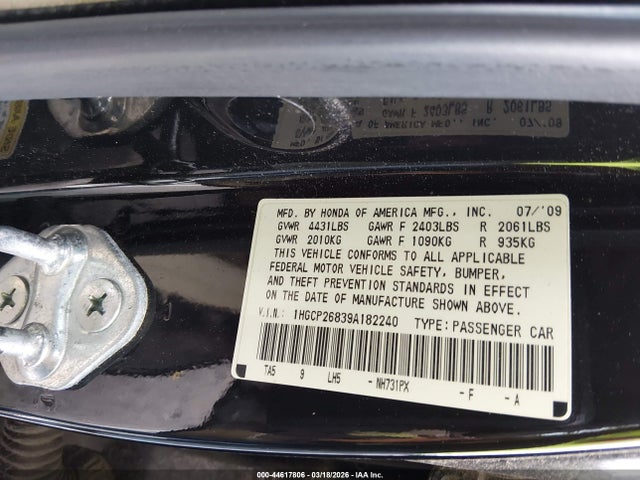 MFD. BY HONDA OF AMERICA MFG., INC. 07/'09
GVWR 4431LBS GAWR F 2403LBS R 2061LBS
GVWR 2010KG GAWR F 1090KG R 935KG
THIS VEHICLE CONFORMS TO ALL APPLICABLE
FEDERAL MOTOR VEHICLE SAFETY, BUMPER,
AND THEFT PREVENTION STANDARDS IN EFFECT
ON THE DATE OF MANUFACTURE SHOWN ABOVE.
V.I.N.: 1HGCP26839A182240 TYPE: PASSENGER CAR
TA5 9 LH5 - NH731PX - F - A
000-44617806 - 03/18/2026 - IAA Inc.